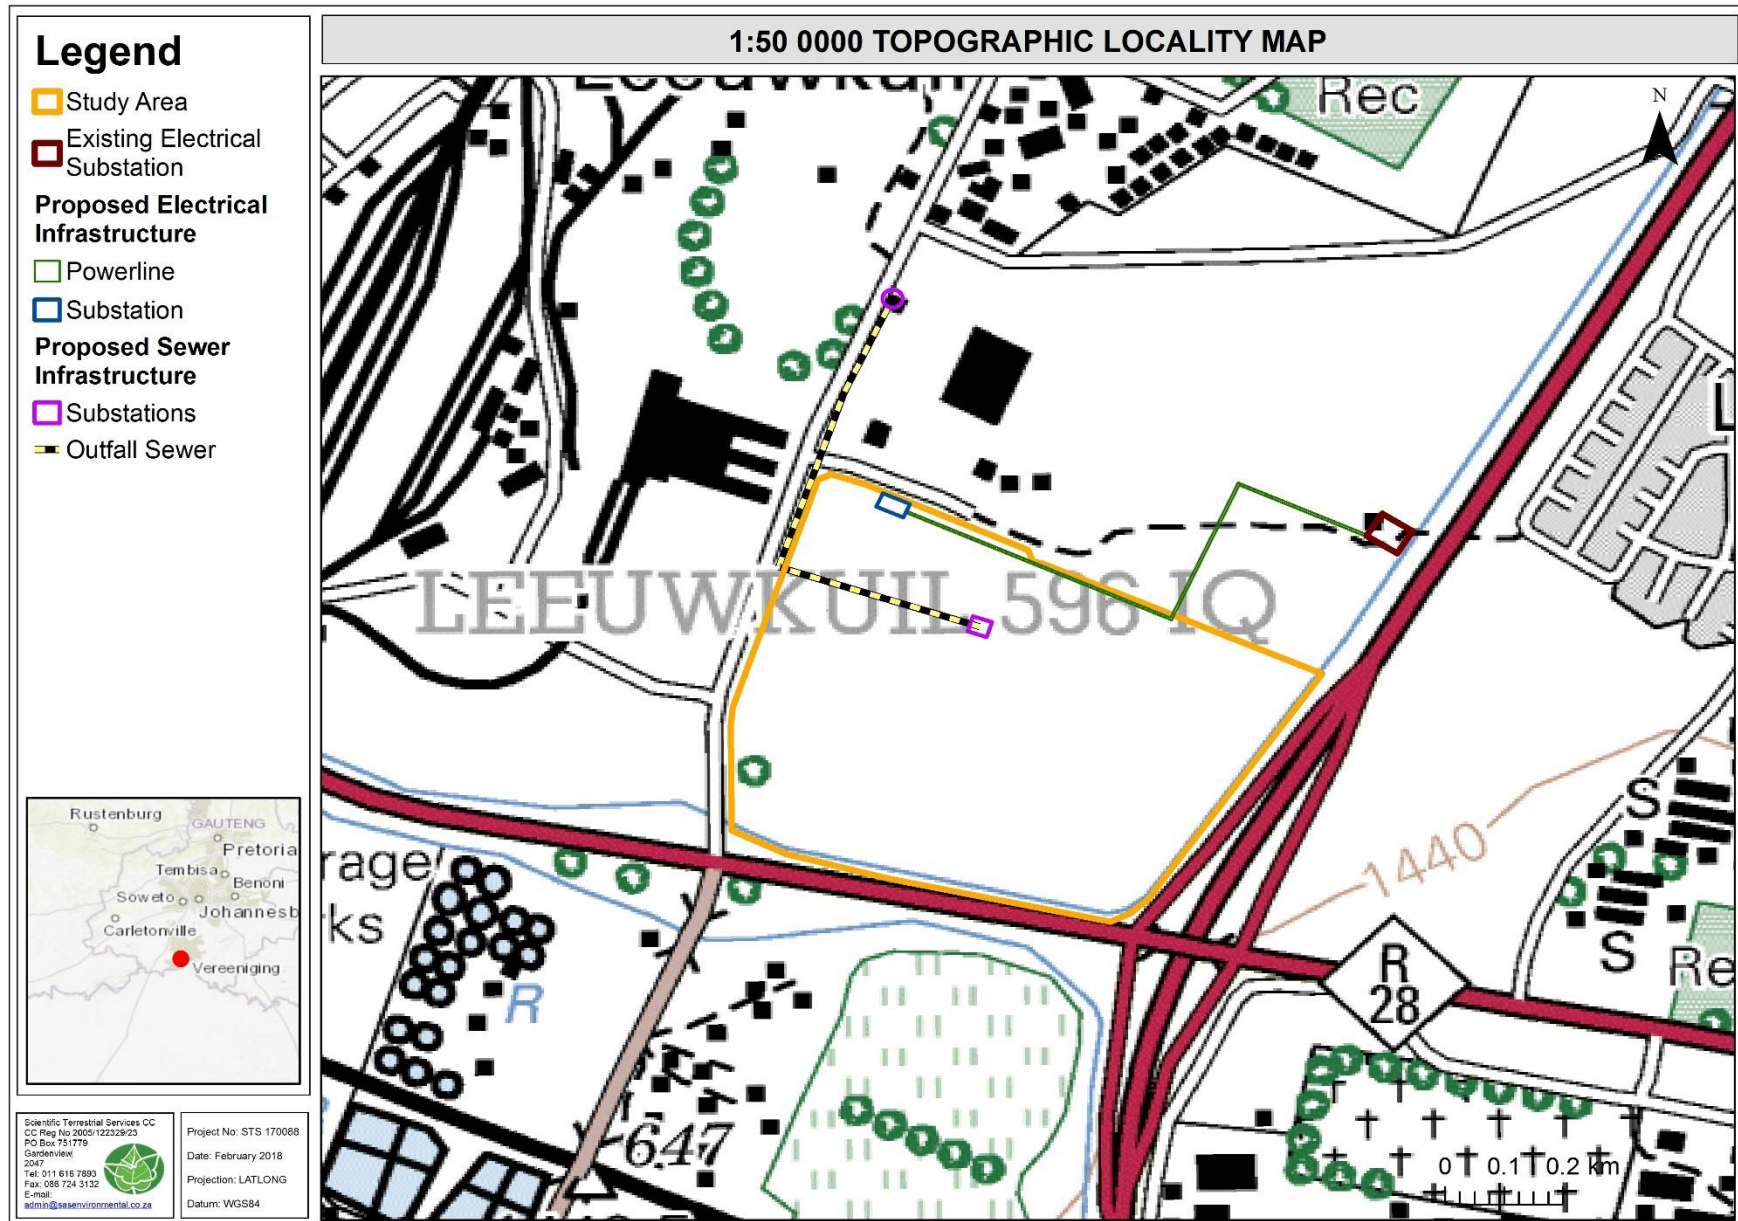 Legend
Study Area
Existing Electrical
Substation
Proposed Electrical
Infrastructure
Powerline
Substation
Proposed Sewer
Infrastructure
Substations
Outfall Sewer
1:50 0000 TOPOGRAPHIC LOCALITY MAP
Leeuwkuil
Rec
N
L
LEEUWKUIL 596 IQ
1440
S
S
Re
rage
ks
R
R
28
647
0 0.1 0.2 km
Rustenburg
GAUTENG
Pretoria
Tembisa
Benoni
Soweto
Johannesb
Carletonville
Vereeniging
Scientific Terrestrial Services CC
CC Reg No 2005/122329/23
PO Box 751779
Gardenview
2047
Tel: 011 616 7893
Fax: 086 724 3132
E-mail:
admin@sasenvironmental.co.za
Project No: STS 170088
Date: February 2018
Projection: LATLONG
Datum: WGS84